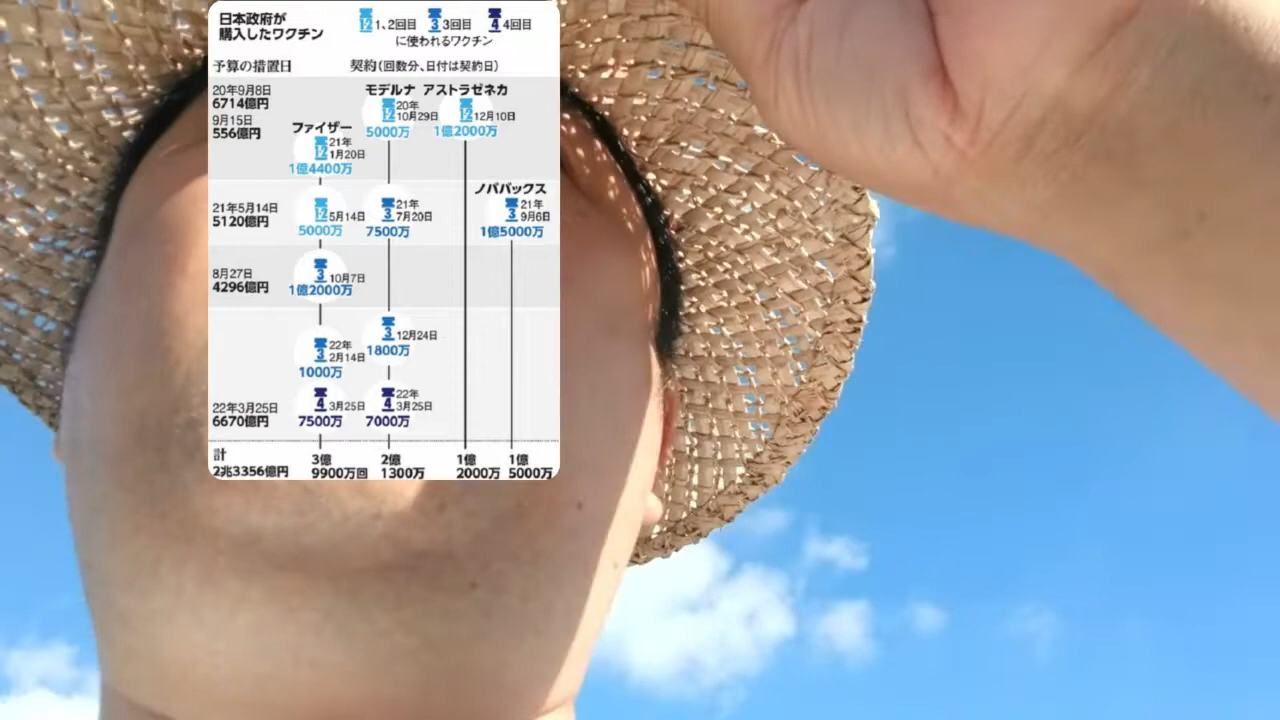 日本政府が
購入したワクチン
12 1、2回目 3 3回目 4 4回目
に使われるワクチン
予算の措置日 契約(回数分、日付は契約日)
20年9月8日
6714億円
9月15日
556億円
モデルナ アストラゼネカ
12 20年
10月29日
5000万
12 12月10日
1億2000万
ファイザー
12 21年
1月20日
1億4400万
ノババックス
21年5月14日
5120億円
12 5月14日
5000万
3 21年
7月20日
7500万
3 21年
9月6日
1億5000万
8月27日
4296億円
3 10月7日
1億2000万
3 12月24日
1800万
3 22年
2月14日
1000万
22年3月25日
6670億円
4 3月25日
7500万
4 22年
3月25日
7000万
計
2兆3356億円
3億
9900万回
2億
1300万
1億
2000万
1億
5000万